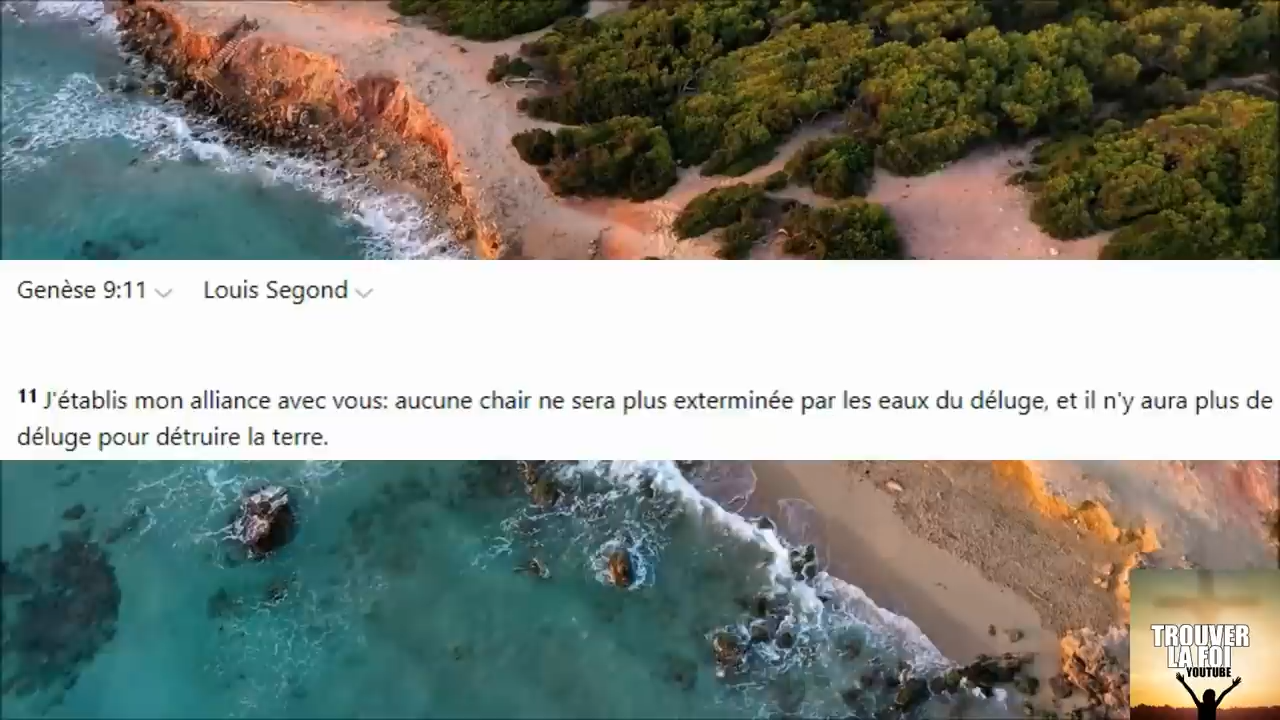 Genèse 9:11 Louis Segond
11 J'établis mon alliance avec vous: aucune chair ne sera plus exterminée par les eaux du déluge, et il n'y aura plus de
déluge pour détruire la terre.
TROUVER
LA FOI
YOUTUBE